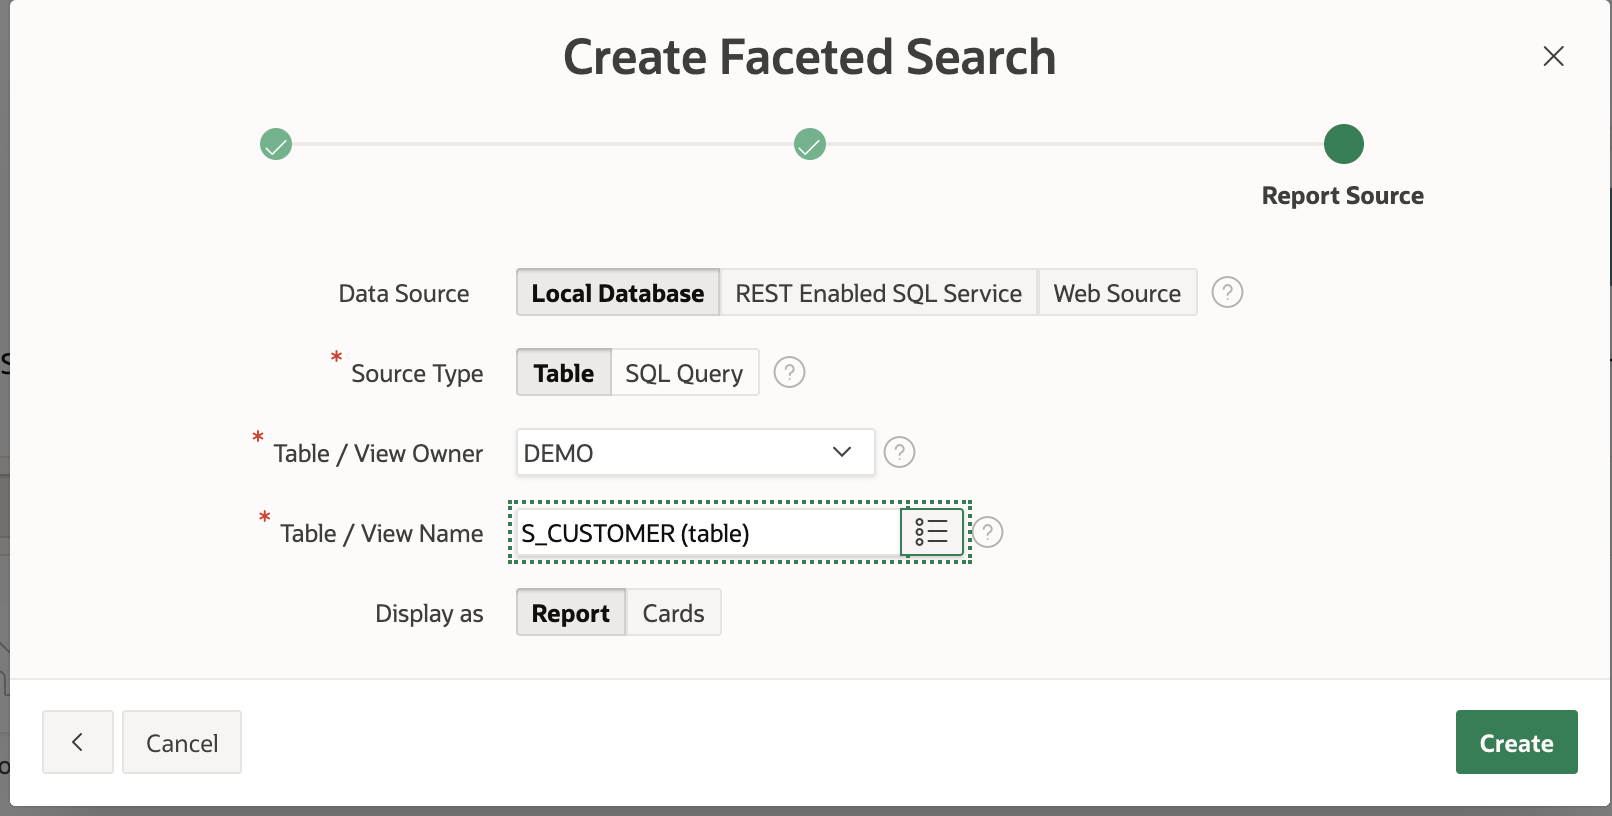 Create Faceted Search
Report Source
Data Source Local Database REST Enabled SQL Service Web Source ?
* Source Type Table SQL Query ?
* Table / View Owner DEMO ?
* Table / View Name S_CUSTOMER (table) ?
Display as Report Cards
Cancel Create